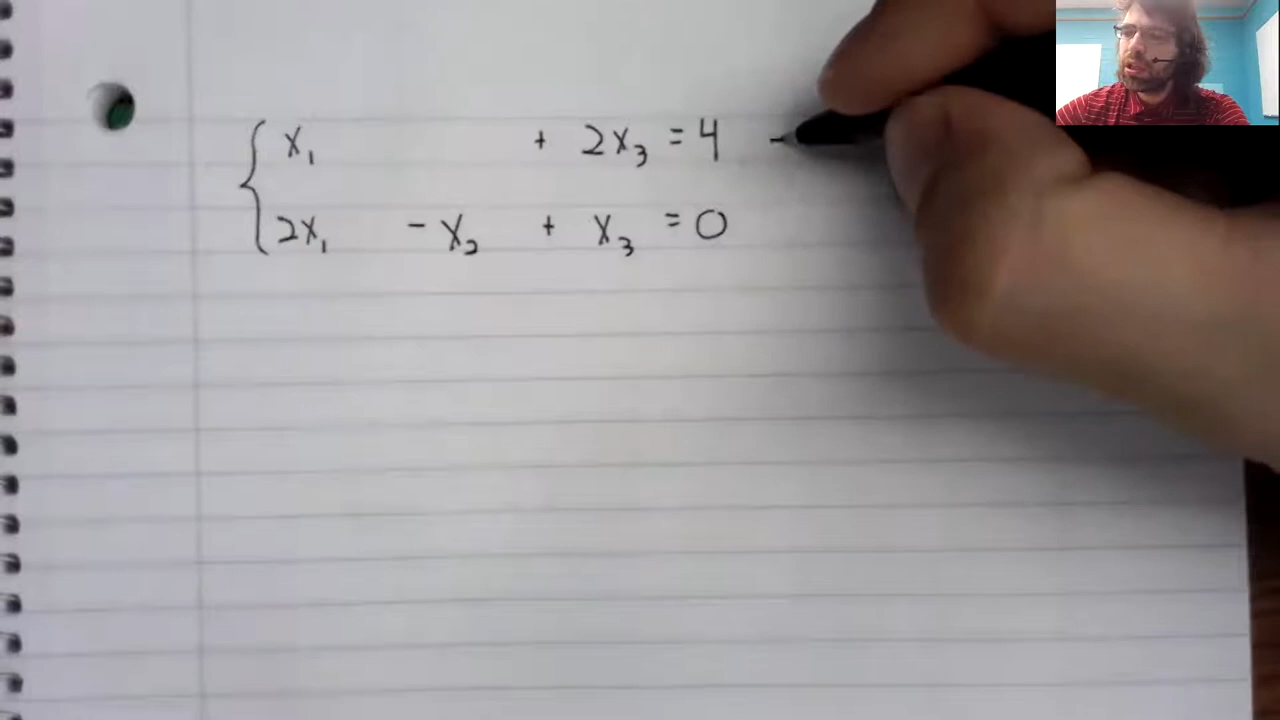 x₁ + 2x₃ = 4 -
2x₁ - x₂ + x₃ = 0